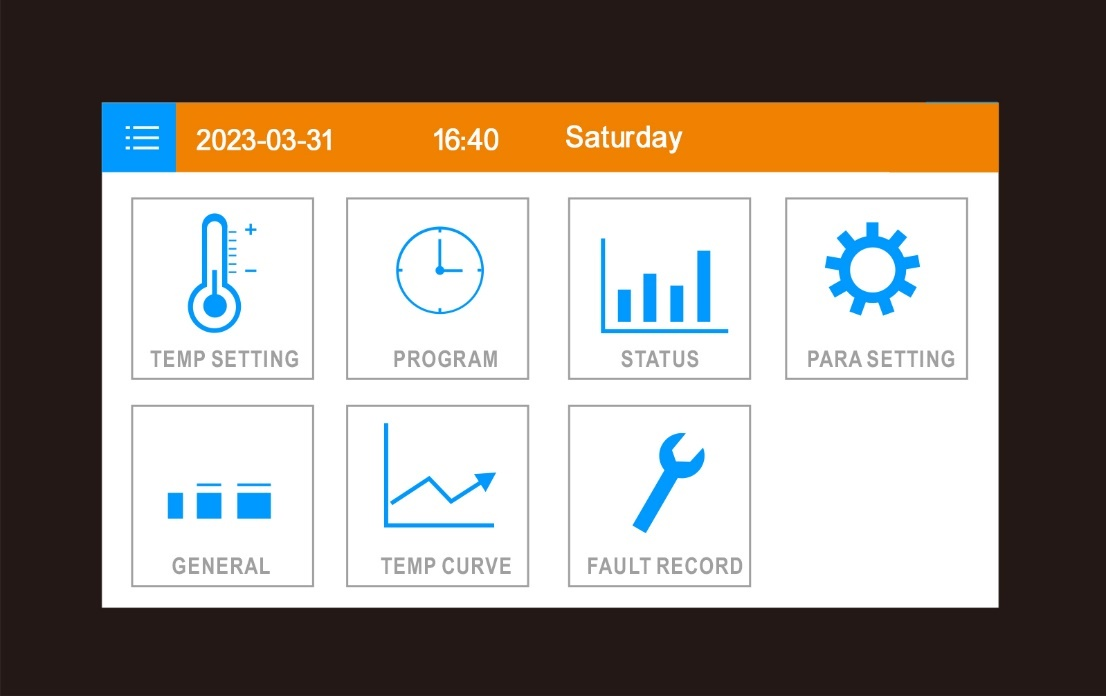 2023-03-31 16:40 Saturday
TEMP SETTING
PROGRAM
STATUS
PARA SETTING
GENERAL
TEMP CURVE
FAULT RECORD